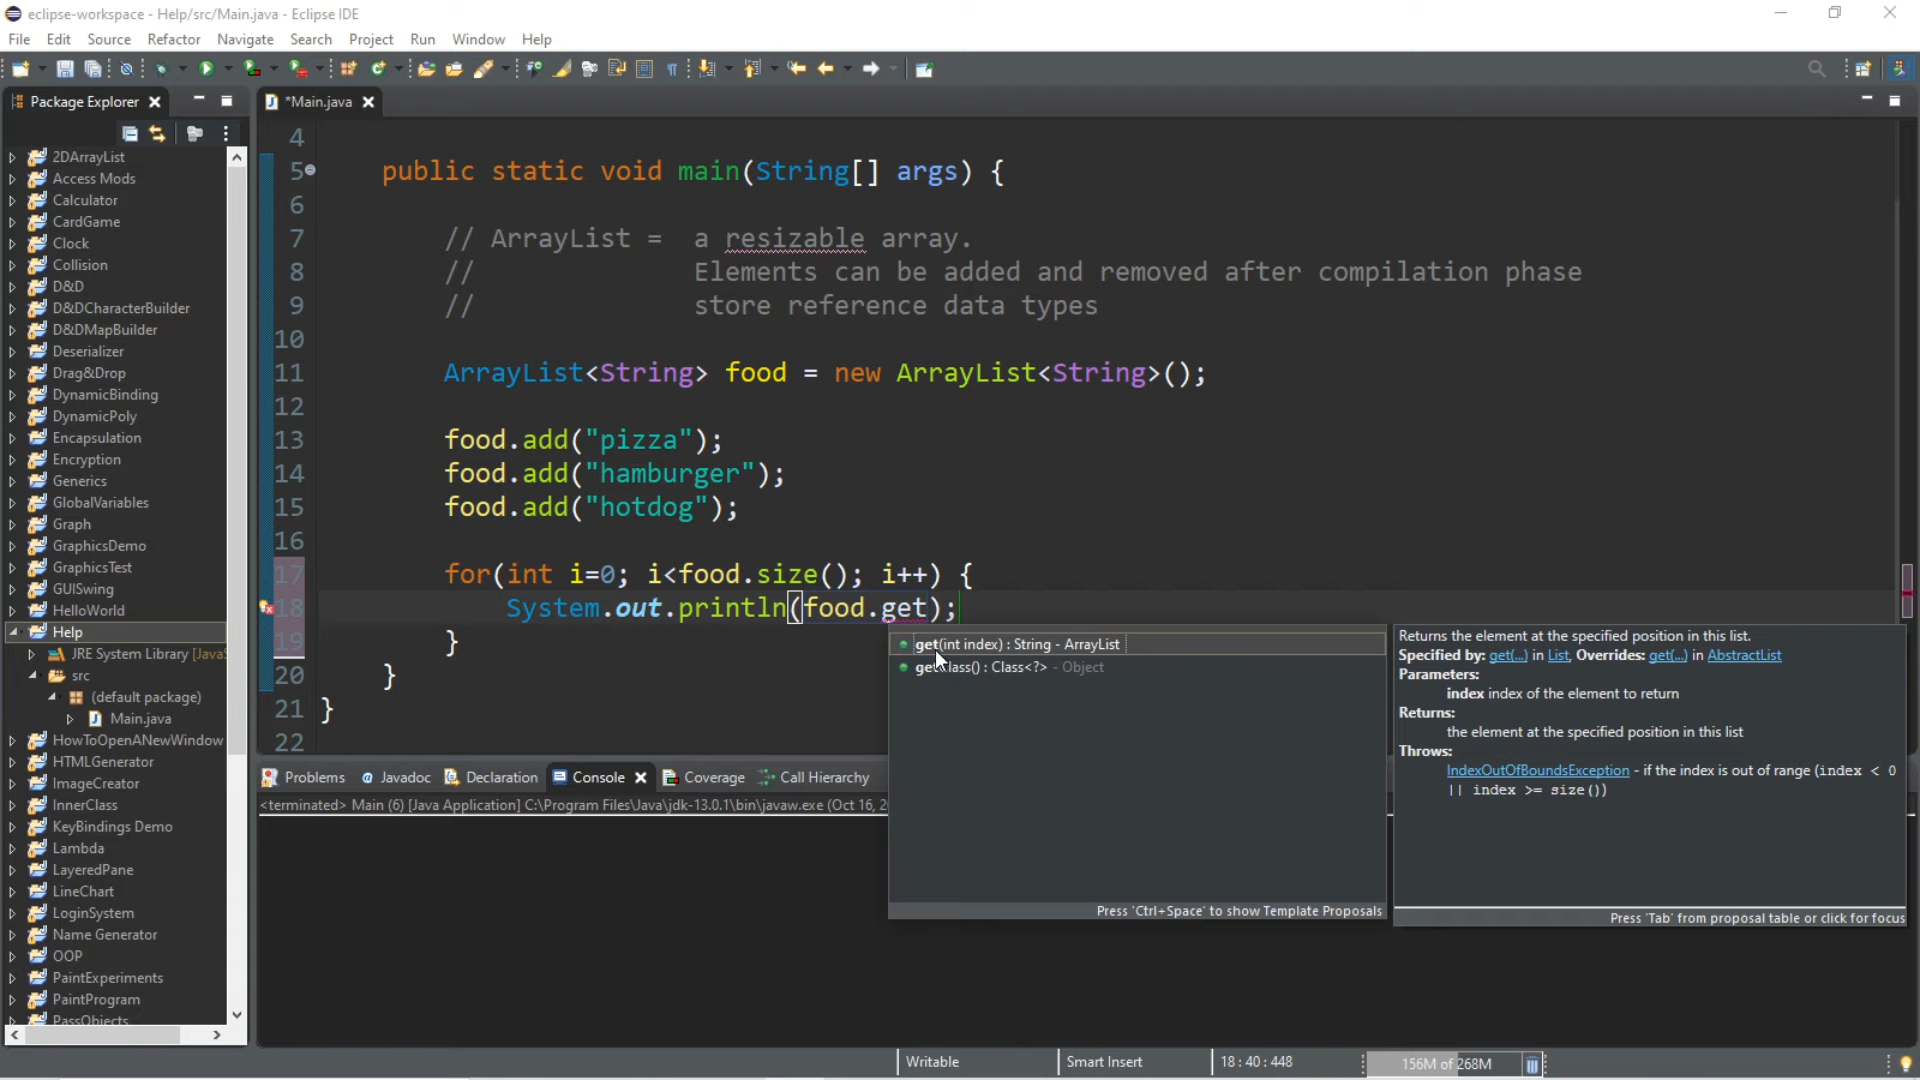 eclipse-workspace - Help/src/Main.java - Eclipse IDE
File Edit Source Refactor Navigate Search Project Run Window Help
Package Explorer
*Main.java
2DArrayList
Access Mods
Calculator
CardGame
Clock
Collision
D&D
D&DCharacterBuilder
D&DMapBuilder
Deserializer
Drag&Drop
DynamicBinding
DynamicPoly
Encapsulation
Encryption
Generics
GlobalVariables
Graph
GraphicsDemo
GraphicsTest
GUISwing
HelloWorld
Help
JRE System Library [JavaS
src
(default package)
Main.java
HowToOpenANewWindow
HTMLGenerator
ImageCreator
InnerClass
KeyBindings Demo
Lambda
LayeredPane
LineChart
LoginSystem
Name Generator
OOP
PaintExperiments
PaintProgram
PassObjects
4
5 public static void main(String[] args) {
6
7 // ArrayList = a resizable array.
8 // Elements can be added and removed after compilation phase
9 // store reference data types
10
11 ArrayList<String> food = new ArrayList<String>();
12
13 food.add("pizza");
14 food.add("hamburger");
15 food.add("hotdog");
16
17 for(int i=0; i<food.size(); i++) {
18 System.out.println(food.get);
19 }
20 }
21 }
22
get(int index) : String - ArrayList
getClass() : Class<?> - Object
Press 'Ctrl+Space' to show Template Proposals
Returns the element at the specified position in this list.
Specified by: get(...) in List, Overrides: get(...) in AbstractList
Parameters:
index index of the element to return
Returns:
the element at the specified position in this list
Throws:
IndexOutOfBoundsException - if the index is out of range (index < 0
|| index >= size())
Press 'Tab' from proposal table or click for focus
Problems Javadoc Declaration Console Coverage Call Hierarchy
<terminated> Main (6) [Java Application] C:\Program Files\Java\jdk-13.0.1\bin\javaw.exe (Oct 16, 2
Writable Smart Insert 18 : 40 : 448 156M of 268M